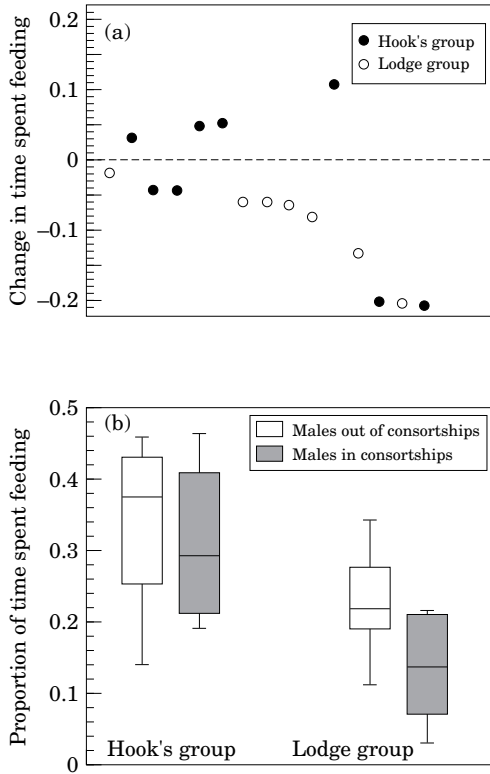 (a)
Hook's group
Lodge group
Change in time spent feeding
0.2
0.1
0
–0.1
–0.2
(b)
Males out of consortships
Males in consortships
Proportion of time spent feeding
0.5
0.4
0.3
0.2
0.1
0
Hook's group
Lodge group